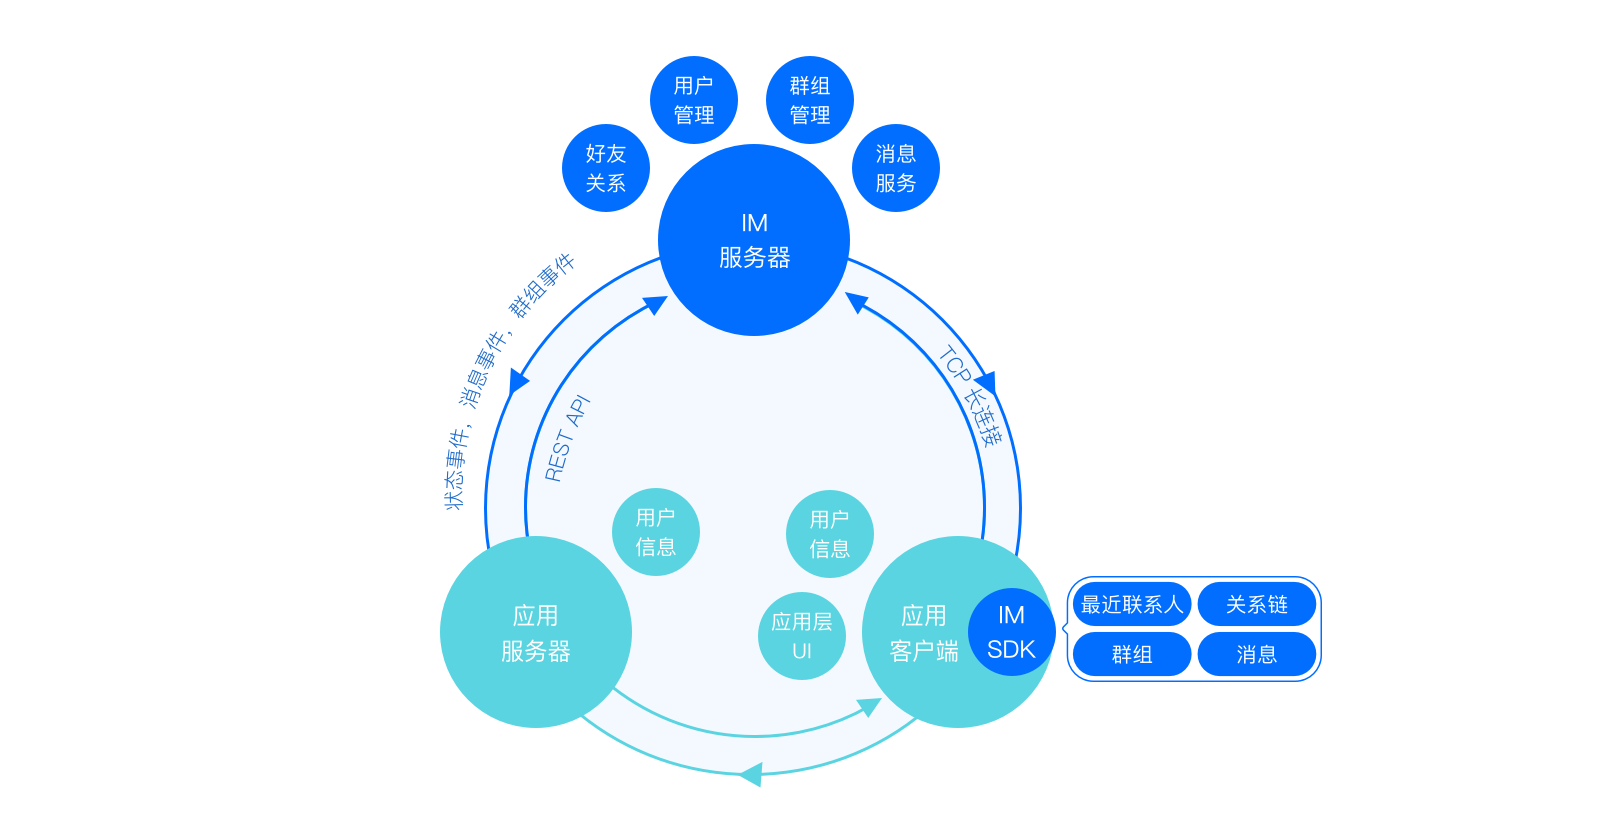 用户
管理
群组
管理
好友
关系
消息
服务
IM
服务器
状态事件，消息事件，群组事件
REST API
TCP 长连接
用户
信息
用户
信息
应用
服务器
应用层
UI
应用
客户端
IM
SDK
最近联系人
关系链
群组
消息